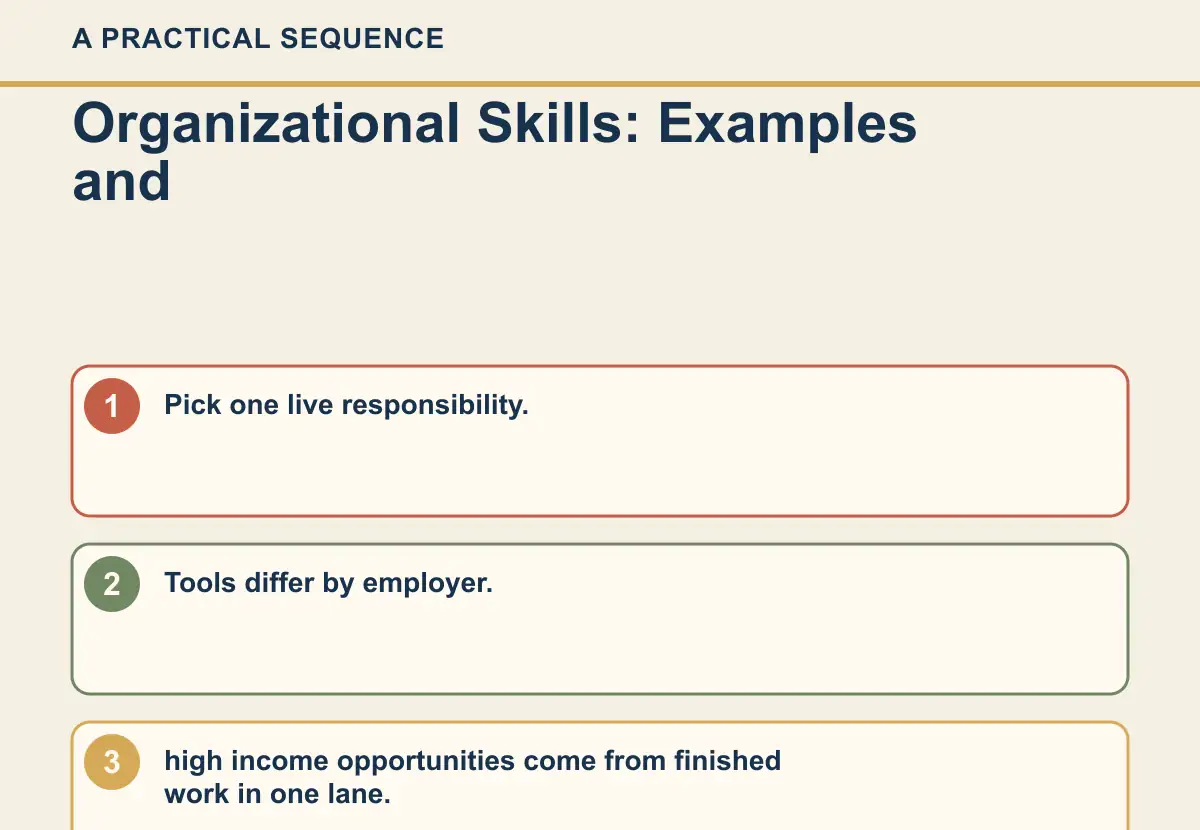 A PRACTICAL SEQUENCE
Organizational Skills: Examples
and
1
Pick one live responsibility.
2
Tools differ by employer.
3
high income opportunities come from finished
work in one lane.